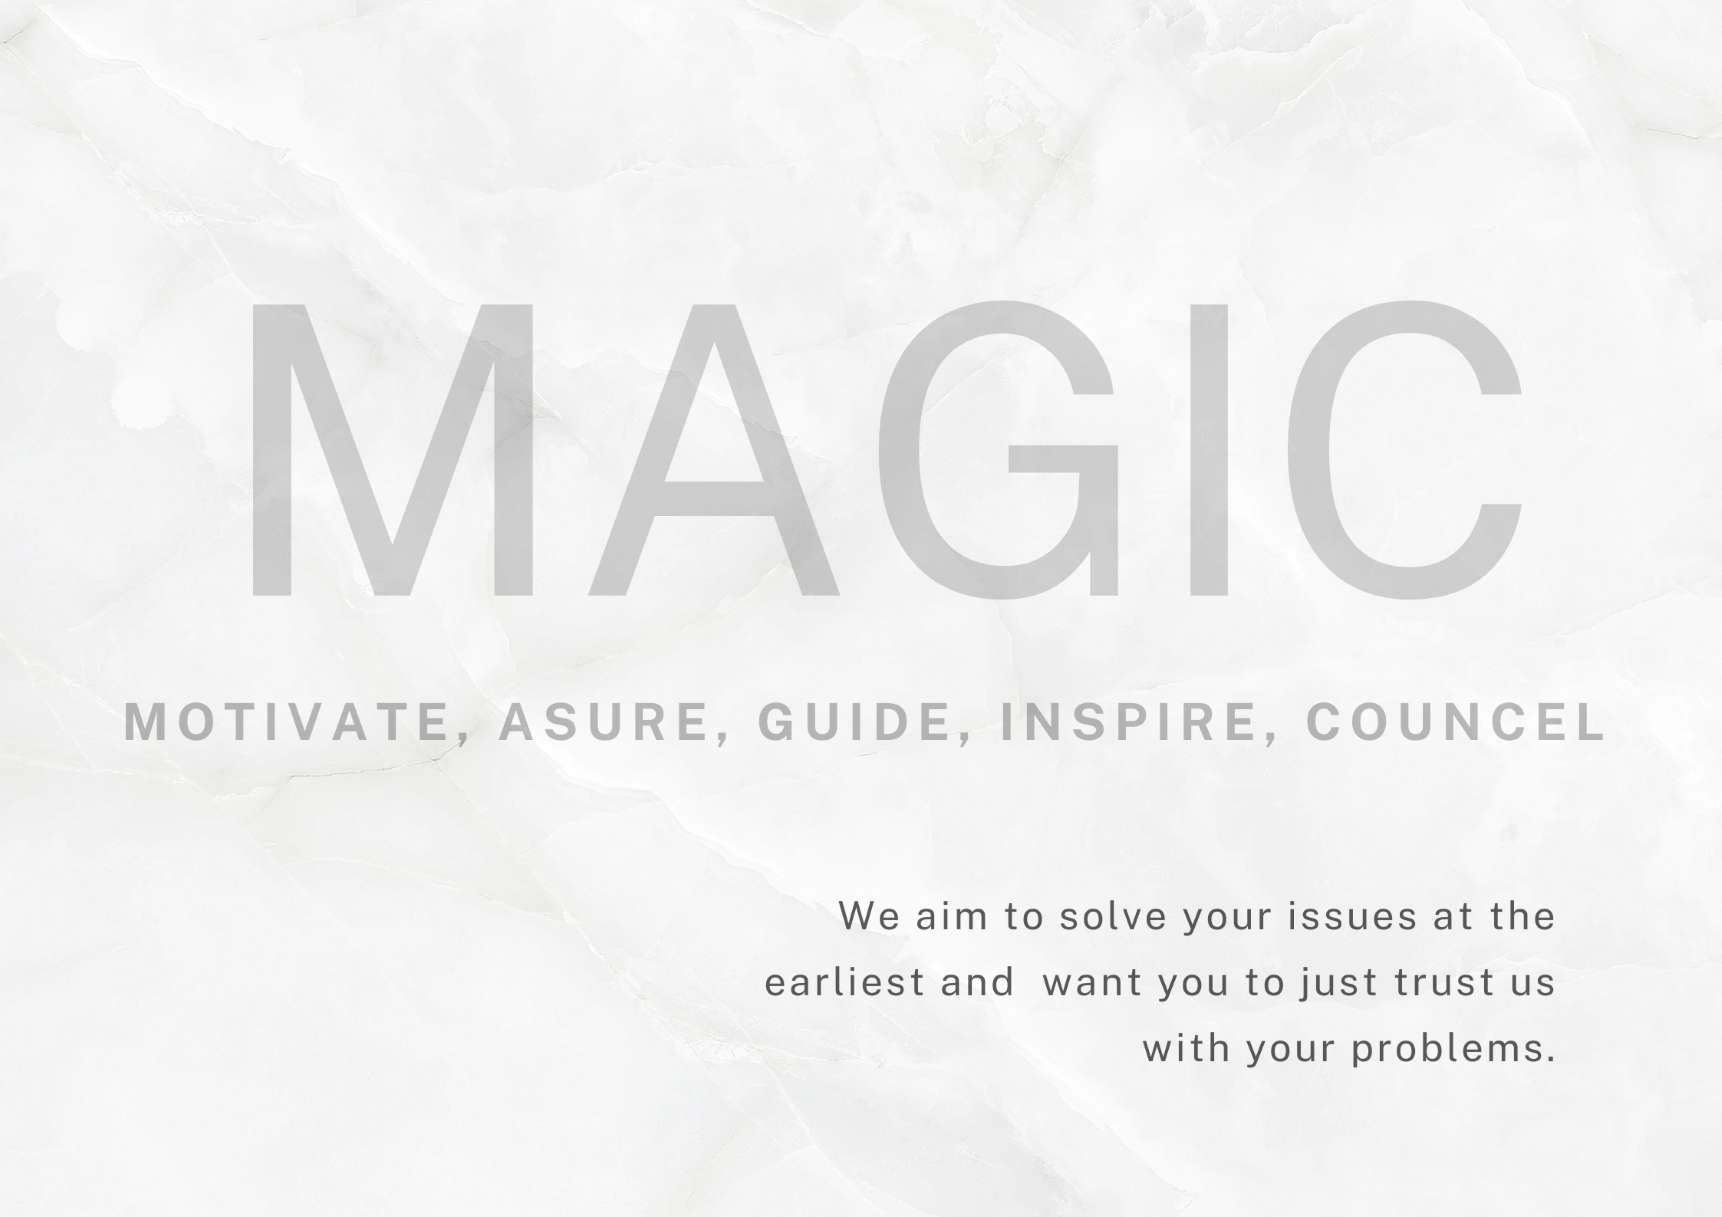 MAGIC
MOTIVATE, ASURE, GUIDE, INSPIRE, COUNCEL
We aim to solve your issues at the
earliest and  want you to just trust us
with your problems.